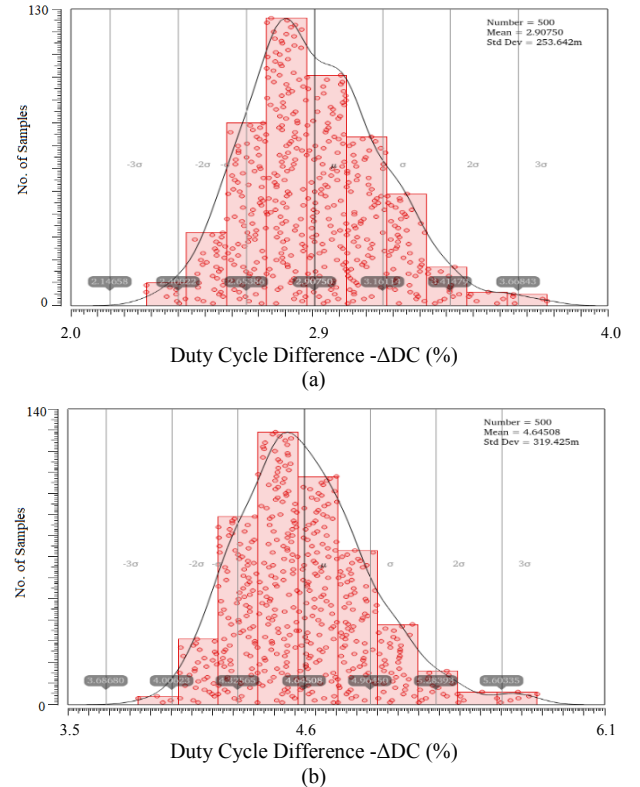 130
Number = 500
Mean = 2.90750
Std Dev = 253.642m
No. of Samples
-3σ -2σ -σ μ σ 2σ 3σ
2.14658 2.40022 2.65386 2.90750 3.16114 3.41479 3.66843
0
2.0 2.9 4.0
Duty Cycle Difference -ΔDC (%)
(a)
140
Number = 500
Mean = 4.64508
Std Dev = 319.425m
No. of Samples
-3σ -2σ -σ μ σ 2σ 3σ
3.68680 4.00623 4.32565 4.64508 4.96450 5.28393 5.60335
0
3.5 4.6 6.1
Duty Cycle Difference -ΔDC (%)
(b)